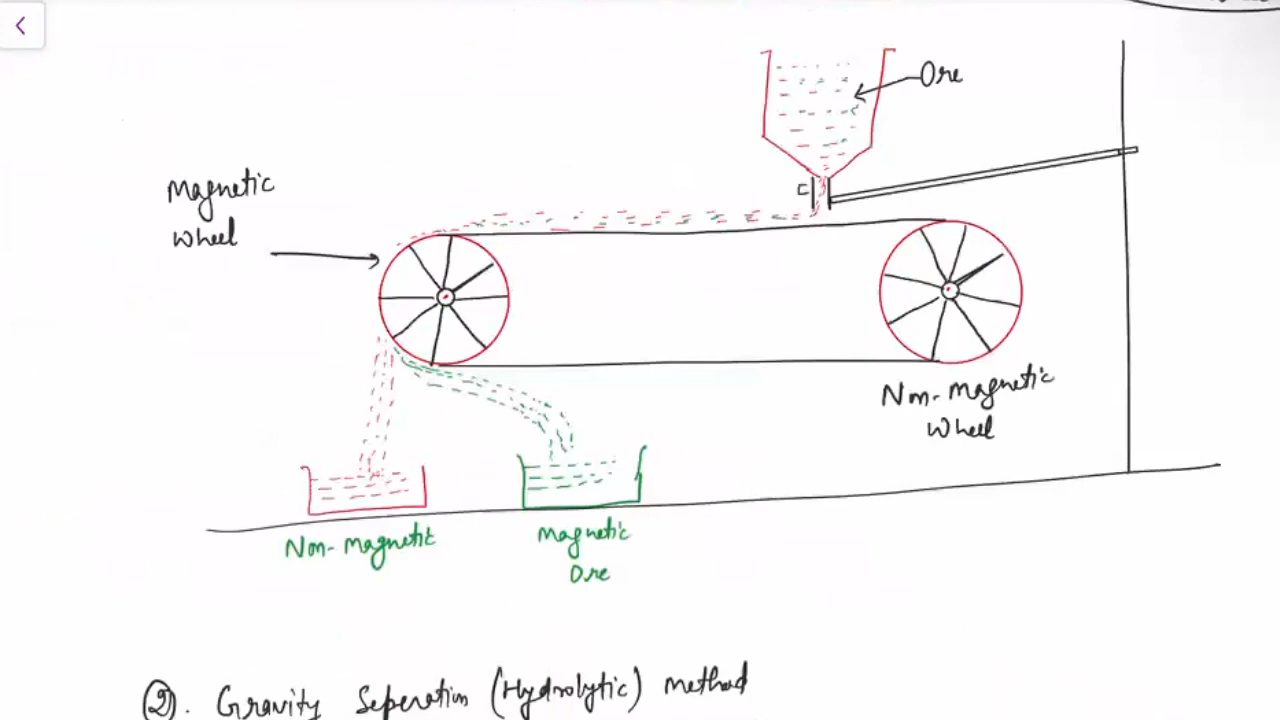 Ore
Magnetic
Wheel
Non-Magnetic
Wheel
Non-Magnetic
Magnetic
Ore
②. Gravity Seperation (Hydrolytic) method